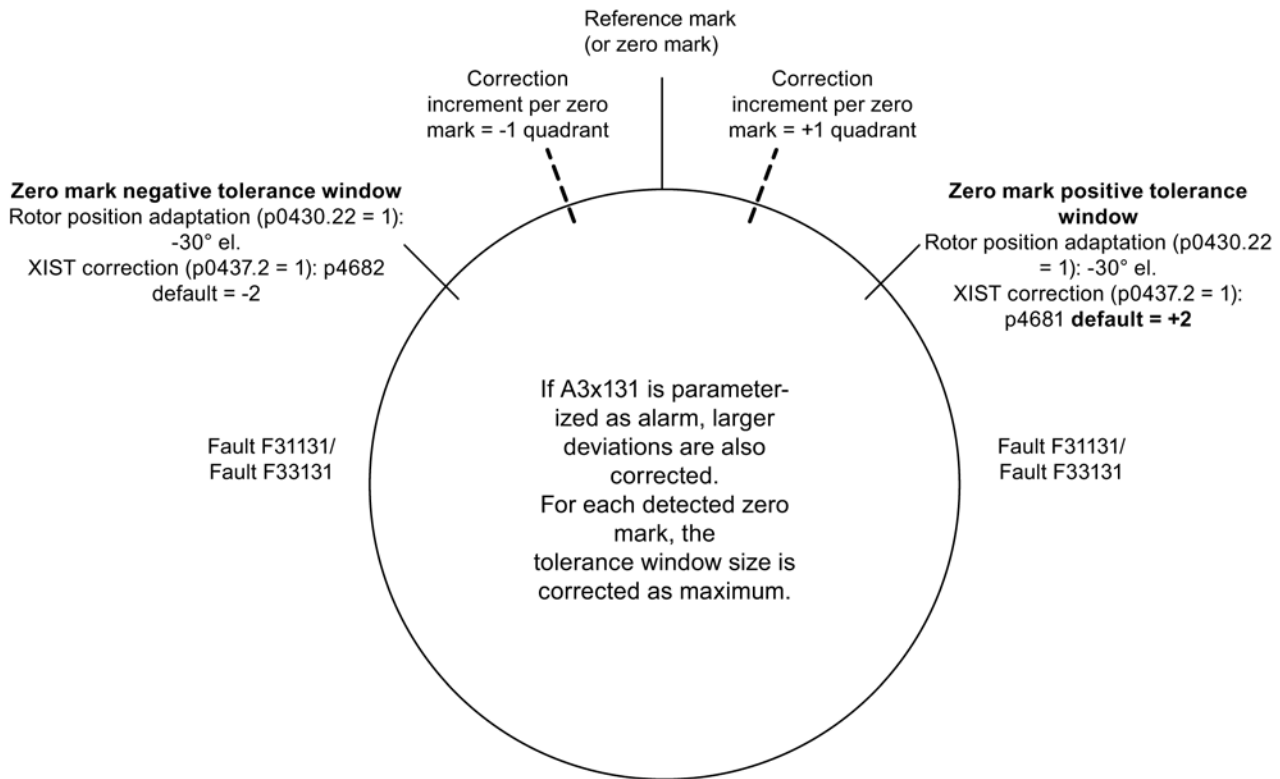 Reference mark
(or zero mark)
Correction
increment per zero
mark = -1 quadrant
Correction
increment per zero
mark = +1 quadrant
Zero mark negative tolerance window
Rotor position adaptation (p0430.22 = 1):
-30° el.
XIST correction (p0437.2 = 1): p4682
default = -2
Zero mark positive tolerance
window
Rotor position adaptation (p0430.22
= 1): -30° el.
XIST correction (p0437.2 = 1):
p4681 default = +2
Fault F31131/
Fault F33131
If A3x131 is parameter-
ized as alarm, larger
deviations are also
corrected.
For each detected zero
mark, the
tolerance window size is
corrected as maximum.
Fault F31131/
Fault F33131